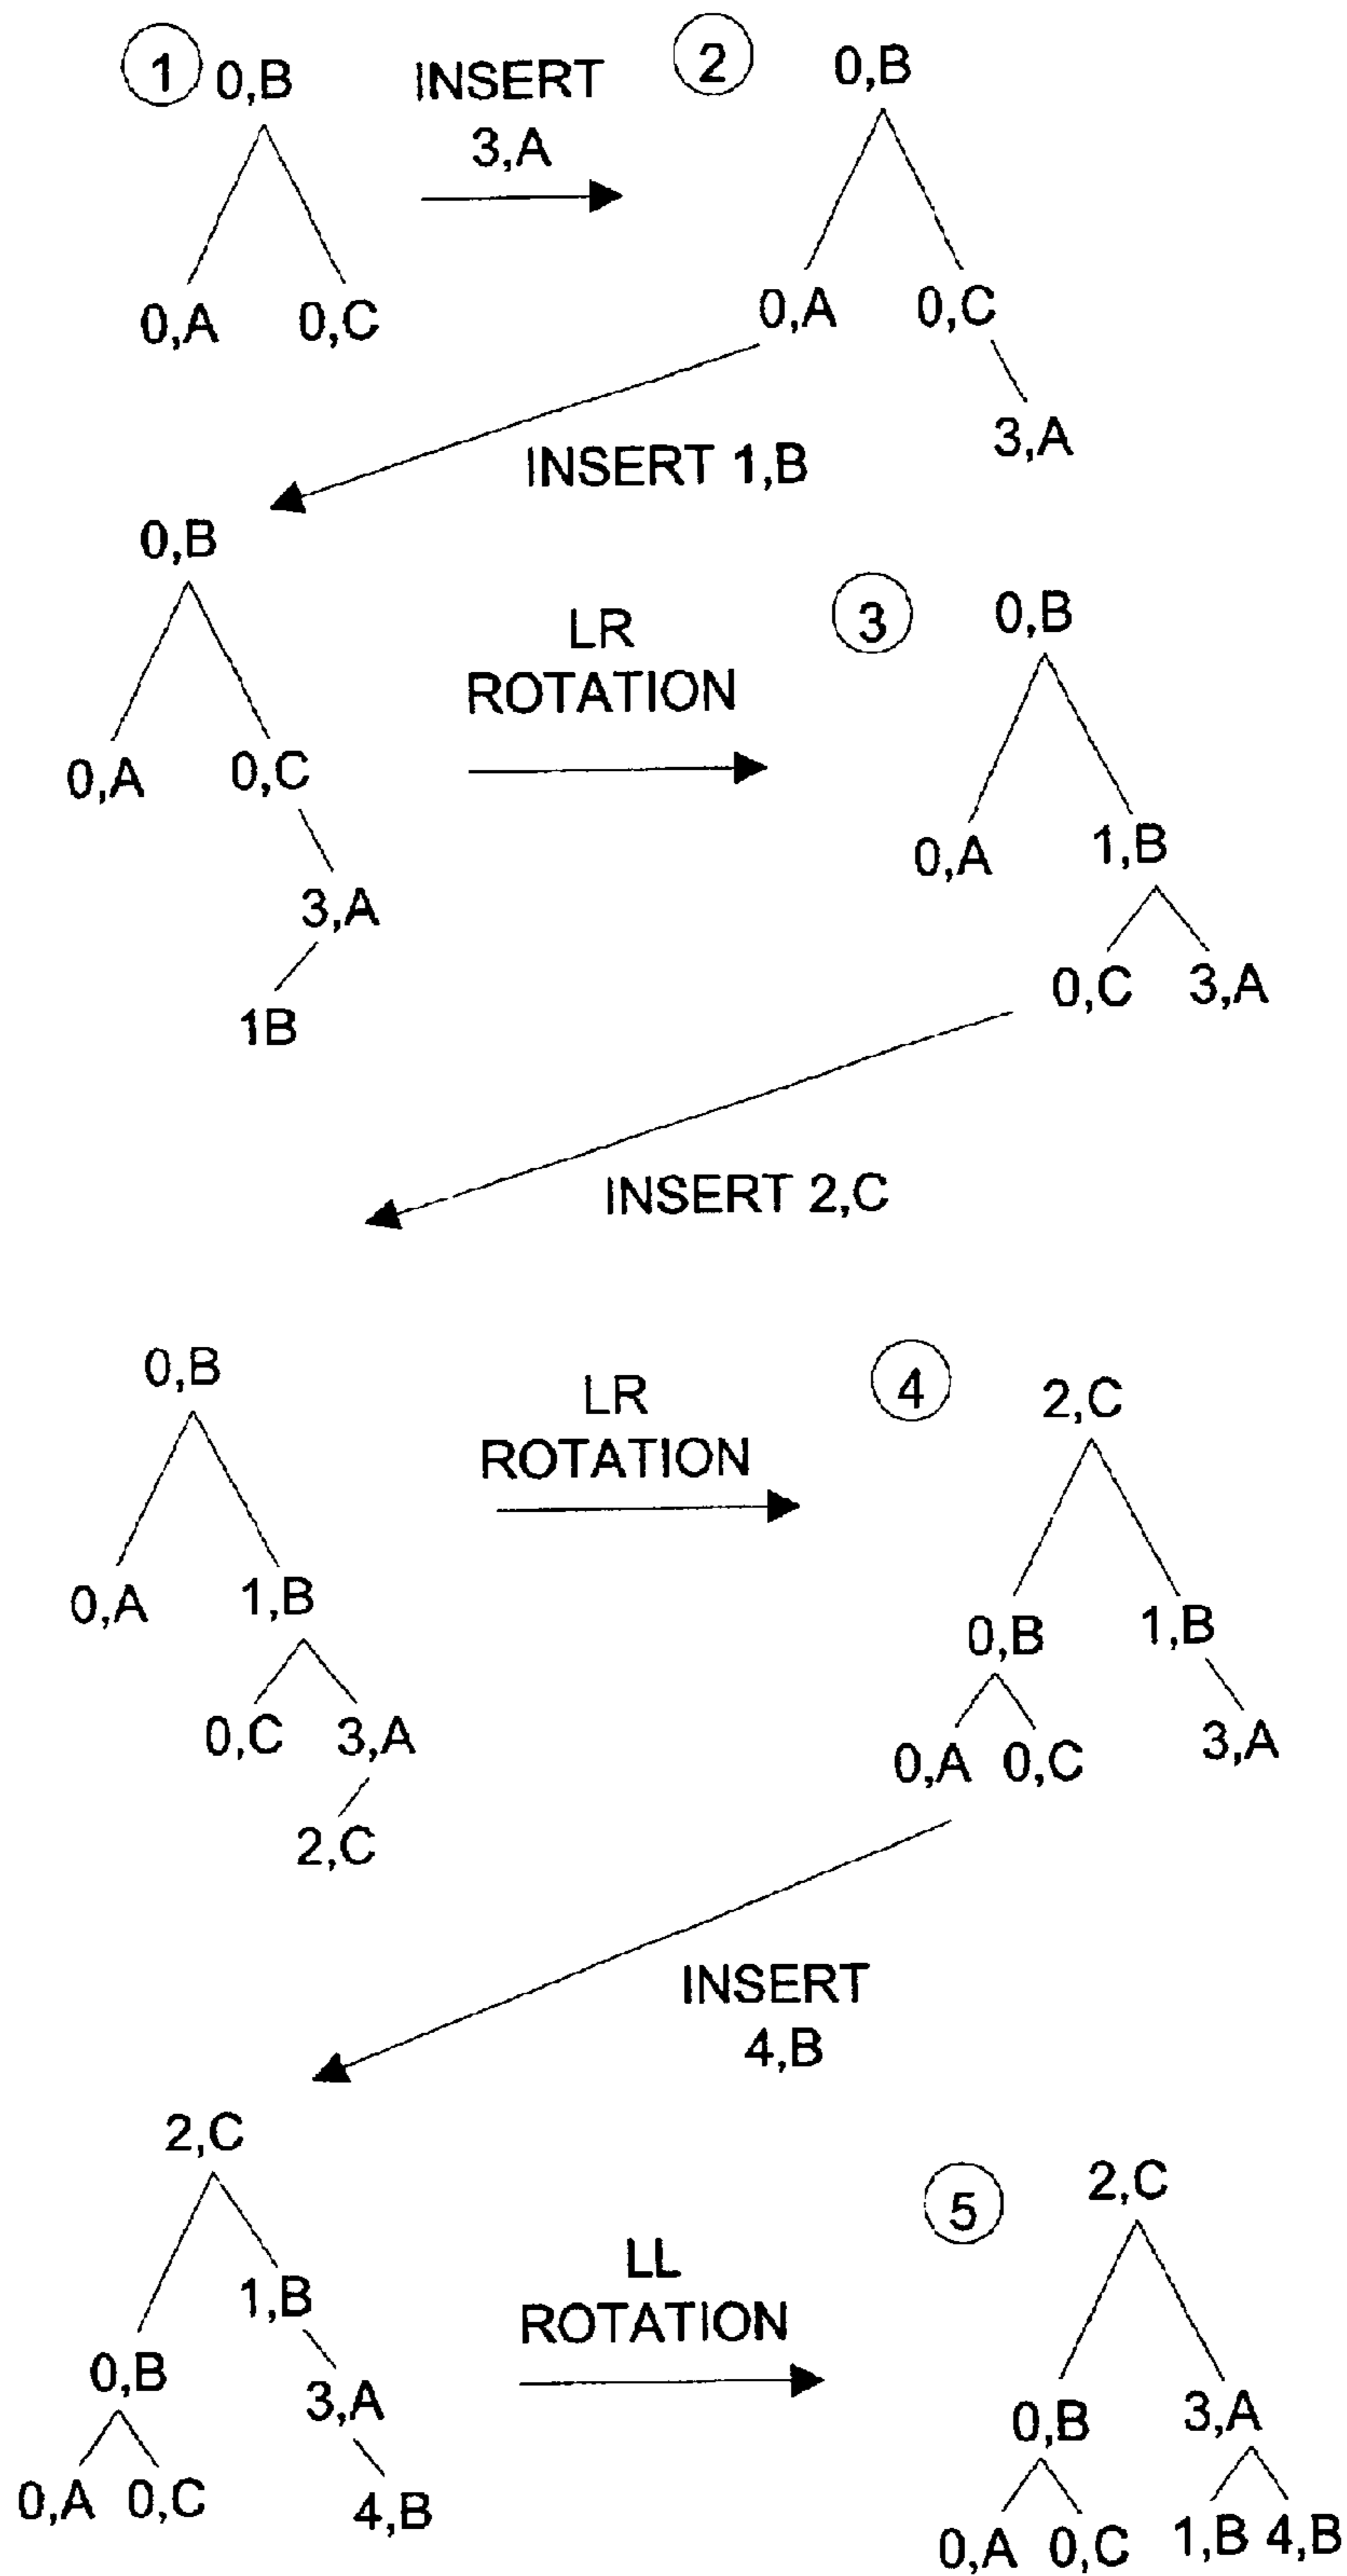 1 0,B
INSERT
3,A
2 0,B
0,A 0,C
0,A 0,C
3,A
INSERT 1,B
0,B
LR
ROTATION
3 0,B
0,A 0,C
0,A 1,B
3,A
0,C 3,A
1B
INSERT 2,C
0,B
LR
ROTATION
4 2,C
0,A 1,B
0,B 1,B
0,C 3,A
0,A 0,C 3,A
2,C
INSERT
4,B
2,C
LL
ROTATION
5 2,C
1,B
0,B
3,A
0,B 3,A
0,A 0,C
4,B
0,A 0,C 1,B 4,B